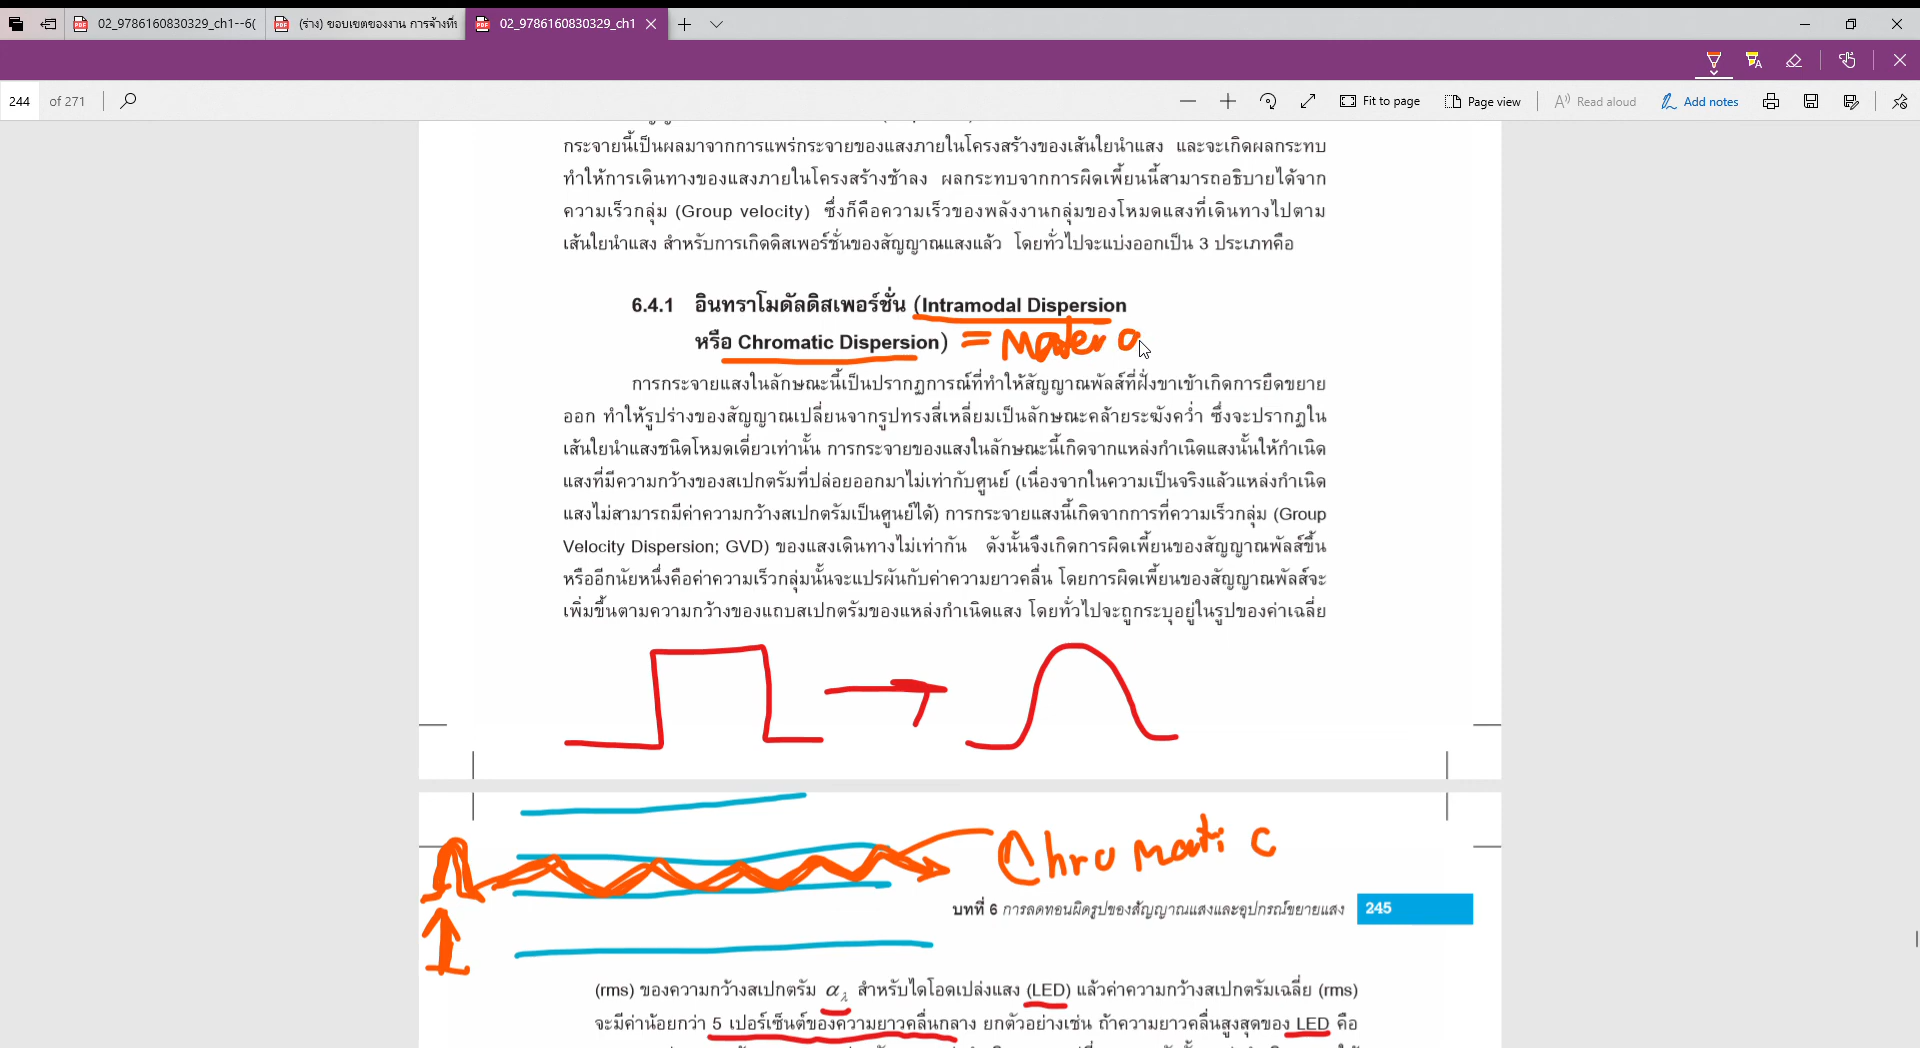 02_9786160830329_ch1--6(
(ร่าง) ขอบเขตของงาน การจ้างที่ป
02_9786160830329_ch1
244 of 271
Fit to page
Page view
Read aloud
Add notes
กระจายนี้เป็นผลมาจากการแพร่กระจายของแสงภายในโครงสร้างของเส้นใยนำแสง และจะเกิดผลกระทบ
ทำให้การเดินทางของแสงภายในโครงสร้างช้าลง ผลกระทบจากการผิดเพี้ยนนี้สามารถอธิบายได้จาก
ความเร็วกลุ่ม (Group velocity) ซึ่งก็คือความเร็วของพลังงานกลุ่มของโหมดแสงที่เดินทางไปตาม
เส้นใยนำแสง สำหรับการเกิดดิสเพอร์ชั่นของสัญญาณแสงแล้ว โดยทั่วไปจะแบ่งออกเป็น 3 ประเภทคือ
6.4.1 อินทราโมดัลดิสเพอร์ชั่น (Intramodal Dispersion
หรือ Chromatic Dispersion) = Mater a
การกระจายแสงในลักษณะนี้เป็นปรากฏการณ์ที่ทำให้สัญญาณพัลส์ที่ฝั่งขาเข้าเกิดการยืดขยาย
ออก ทำให้รูปร่างของสัญญาณเปลี่ยนจากรูปทรงสี่เหลี่ยมเป็นลักษณะคล้ายระฆังคว่ำ ซึ่งจะปรากฏใน
เส้นใยนำแสงชนิดโหมดเดี่ยวเท่านั้น การกระจายของแสงในลักษณะนี้เกิดจากแหล่งกำเนิดแสงนั้นให้กำเนิด
แสงที่มีความกว้างของสเปกตรัมที่ปล่อยออกมาไม่เท่ากับศูนย์ (เนื่องจากในความเป็นจริงแล้วแหล่งกำเนิด
แสงไม่สามารถมีค่าความกว้างสเปกตรัมเป็นศูนย์ได้) การกระจายแสงนี้เกิดจากการที่ความเร็วกลุ่ม (Group
Velocity Dispersion; GVD) ของแสงเดินทางไม่เท่ากัน ดังนั้นจึงเกิดการผิดเพี้ยนของสัญญาณพัลส์ขึ้น
หรืออีกนัยหนึ่งคือค่าความเร็วกลุ่มนั้นจะแปรผันกับค่าความยาวคลื่น โดยการผิดเพี้ยนของสัญญาณพัลส์จะ
เพิ่มขึ้นตามความกว้างของแถบสเปกตรัมของแหล่งกำเนิดแสง โดยทั่วไปจะถูกระบุอยู่ในรูปของค่าเฉลี่ย
Chromatic
บทที่ 6 การลดทอนผิดรูปของสัญญาณแสงและอุปกรณ์ขยายแสง 245
(rms) ของความกว้างสเปกตรัม α λ สำหรับไดโอดเปล่งแสง (LED) แล้วค่าความกว้างสเปกตรัมเฉลี่ย (rms)
จะมีค่าน้อยกว่า 5 เปอร์เซ็นต์ของความยาวคลื่นกลาง ยกตัวอย่างเช่น ถ้าความยาวคลื่นสูงสุดของ LED คือ